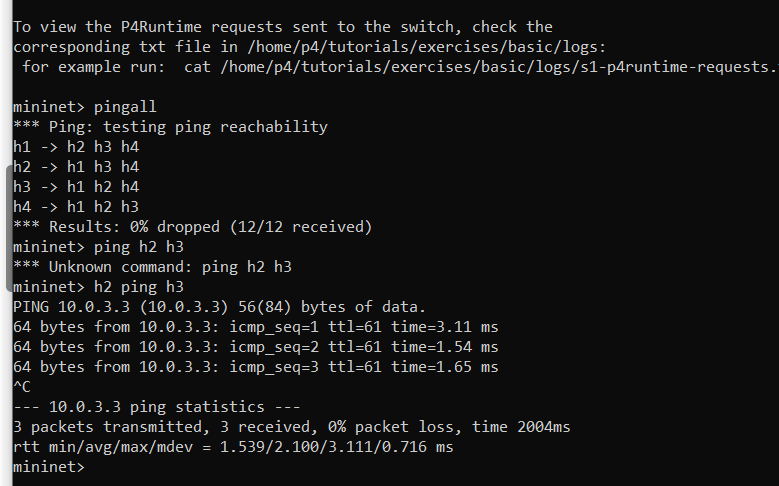 To view the P4Runtime requests sent to the switch, check the
corresponding txt file in /home/p4/tutorials/exercises/basic/logs:
 for example run:  cat /home/p4/tutorials/exercises/basic/logs/s1-p4runtime-requests.
mininet> pingall
*** Ping: testing ping reachability
h1 -> h2 h3 h4
h2 -> h1 h3 h4
h3 -> h1 h2 h4
h4 -> h1 h2 h3
*** Results: 0% dropped (12/12 received)
mininet> ping h2 h3
*** Unknown command: ping h2 h3
mininet> h2 ping h3
PING 10.0.3.3 (10.0.3.3) 56(84) bytes of data.
64 bytes from 10.0.3.3: icmp_seq=1 ttl=61 time=3.11 ms
64 bytes from 10.0.3.3: icmp_seq=2 ttl=61 time=1.54 ms
64 bytes from 10.0.3.3: icmp_seq=3 ttl=61 time=1.65 ms
^C
--- 10.0.3.3 ping statistics ---
3 packets transmitted, 3 received, 0% packet loss, time 2004ms
rtt min/avg/max/mdev = 1.539/2.100/3.111/0.716 ms
mininet>